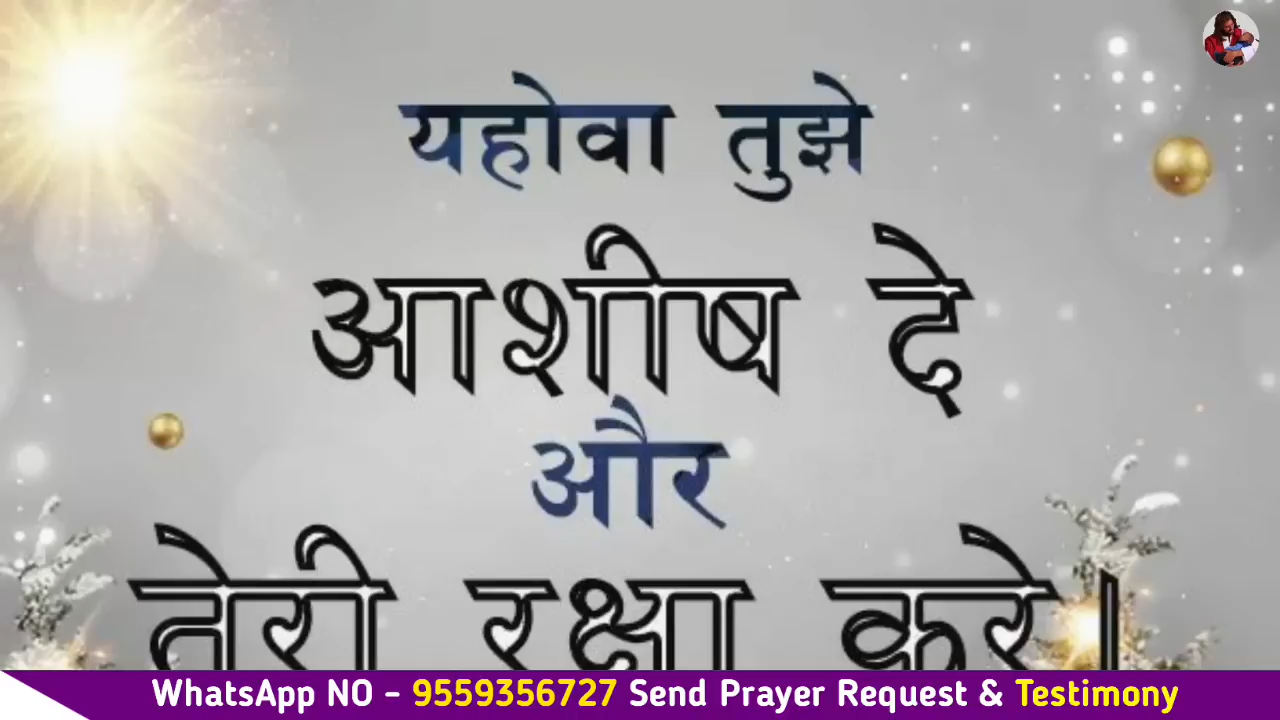 यहोवा तुझे
आशीष दे
और
तेरी रक्षा करे।
WhatsApp NO - 9559356727 Send Prayer Request & Testimony